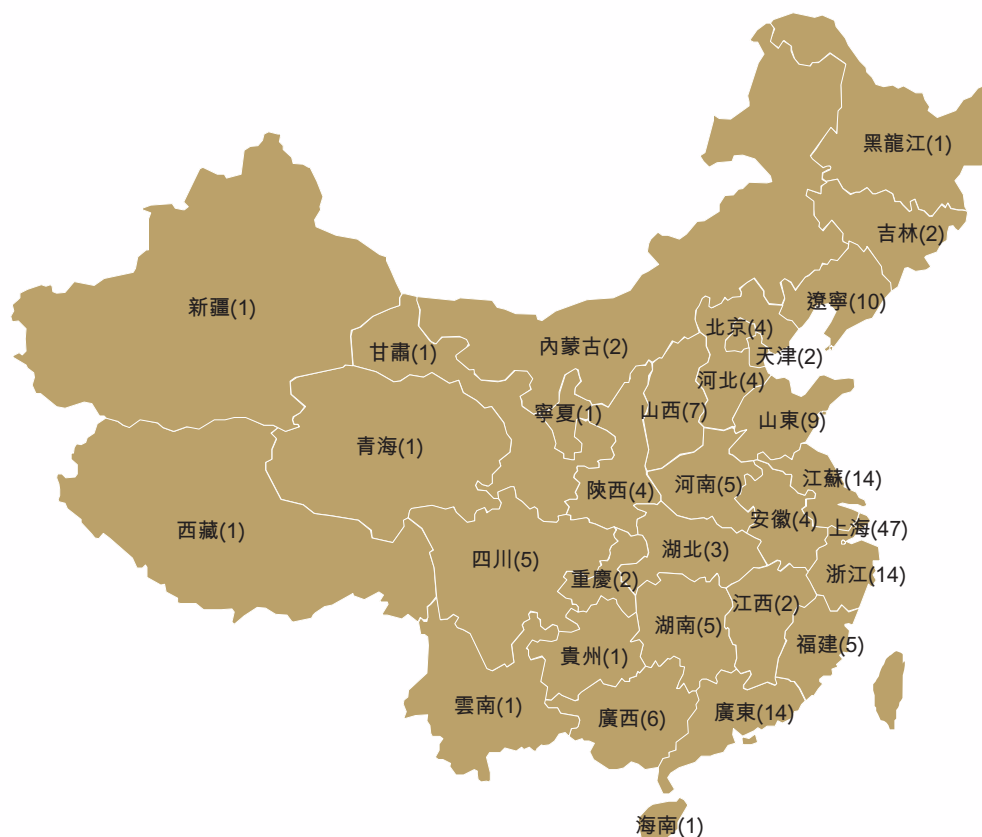 黑龍江(1)
吉林(2)
遼寧(10)
新疆(1)
北京(4)
甘肅(1)
內蒙古(2)
天津(2)
河北(4)
寧夏(1)
山西(7)
山東(9)
青海(1)
江蘇(14)
陝西(4)
河南(5)
安徽(4)
西藏(1)
上海(47)
四川(5)
湖北(3)
重慶(2)
浙江(14)
江西(2)
湖南(5)
福建(5)
貴州(1)
雲南(1)
廣西(6)
廣東(14)
海南(1)